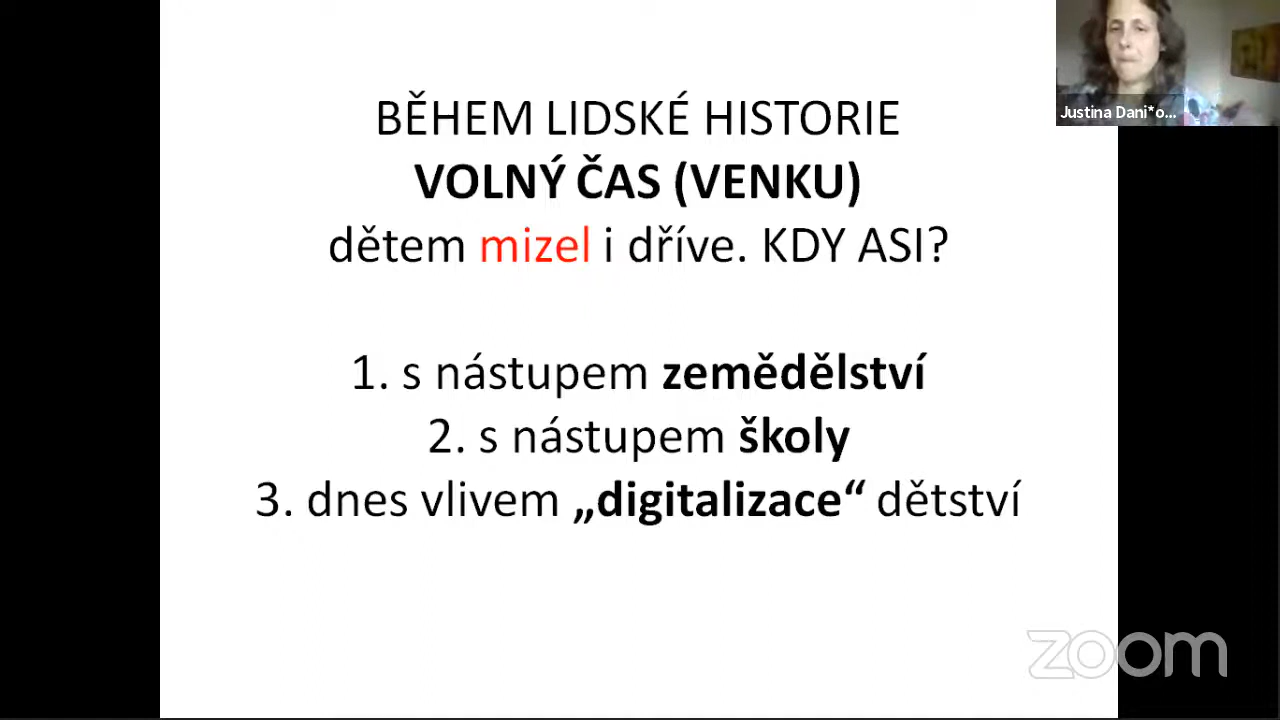 BĚHEM LIDSKÉ HISTORIE
VOLNÝ ČAS (VENKU)
dětem mizel i dříve. KDY ASI?
1. s nástupem zemědělství
2. s nástupem školy
3. dnes vlivem „digitalizace“ dětství
Justina Dani*o...
zoom